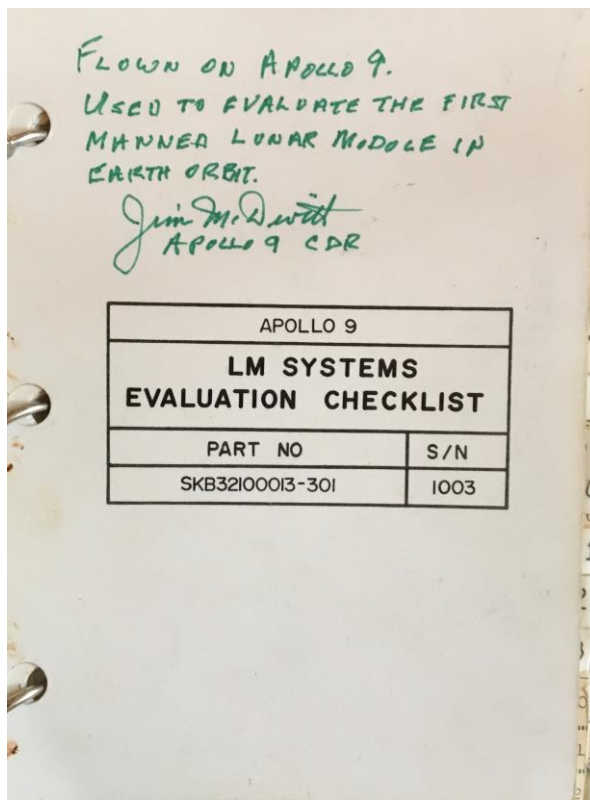 FLOWN ON APOLLO 9.
USED TO EVALUATE THE FIRST
MANNED LUNAR MODULE IN
EARTH ORBIT.
Jim McDivitt
APOLLO 9 CDR
APOLLO 9
LM SYSTEMS
EVALUATION CHECKLIST
PART NO S/N
SKB32100013-301 1003